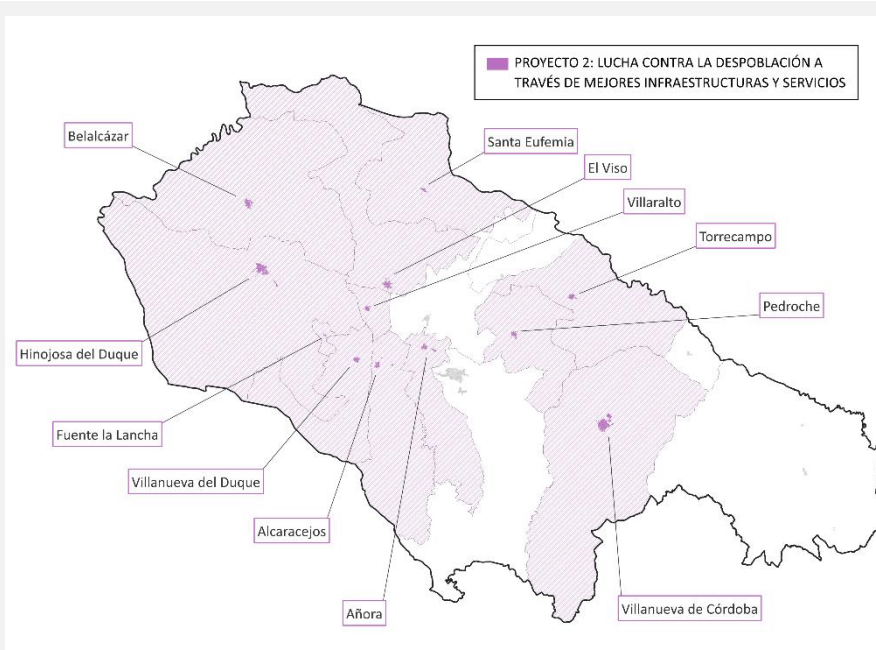 PROYECTO 2: LUCHA CONTRA LA DESPOBLACIÓN A
TRAVÉS DE MEJORES INFRAESTRUCTURAS Y SERVICIOS
Belalcázar
Santa Eufemia
El Viso
Villaralto
Torrecampo
Pedroche
Hinojosa del Duque
Fuente la Lancha
Villanueva del Duque
Alcaracejos
Añora
Villanueva de Córdoba